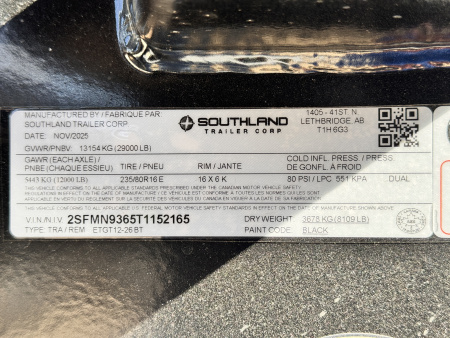 MANUFACTURED BY / FABRIQUE PAR
SOUTHLAND TRAILER CORP.
DATE: NOV/2025
SOUTHLAND
TRAILER CORP
1405 - 41ST. N
LETHBRIDGE, AB.
T1H 6G3
GVWR/PNBV: 13154 KG (29000 LB)
GAWR (EACH AXLE) / PNBE (CHAQUE ESSIEU) TIRE / PNEU RIM / JANTE COLD INFL. PRESS. / PRESS. DE GONFL. A FROID
5443 KG (12000 LB) 235/80R16 E 16 X 6 K 80 PSI / LPC 551 KPA DUAL
V.I.N/N.I.V. 2SFMN9365T1152165 DRY WEIGHT 3678 KG (8109 LB)
TYPE: TRA / REM ETGT12-26 BT PAINT CODE: BLACK